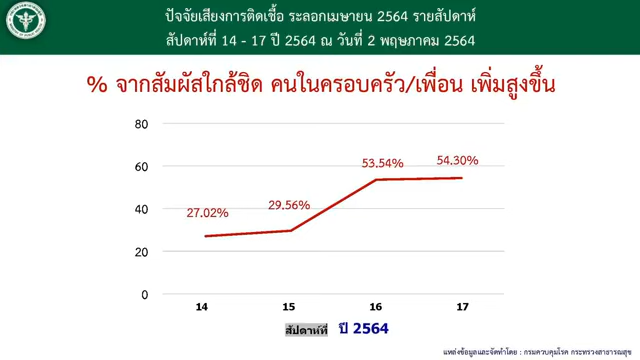 ปัจจัยเสี่ยงการติดเชื้อ ระลอกเมษายน 2564 รายสัปดาห์
สัปดาห์ที่ 14 - 17 ปี 2564 ณ วันที่ 2 พฤษภาคม 2564
% จากสัมผัสใกล้ชิด คนในครอบครัว/เพื่อน เพิ่มสูงขึ้น
80
60
40
20
0
27.02%
29.56%
53.54%
54.30%
14 15 16 17
สัปดาห์ที่ ปี 2564
แหล่งข้อมูลและจัดทำโดย : กรมควบคุมโรค กระทรวงสาธารณสุข